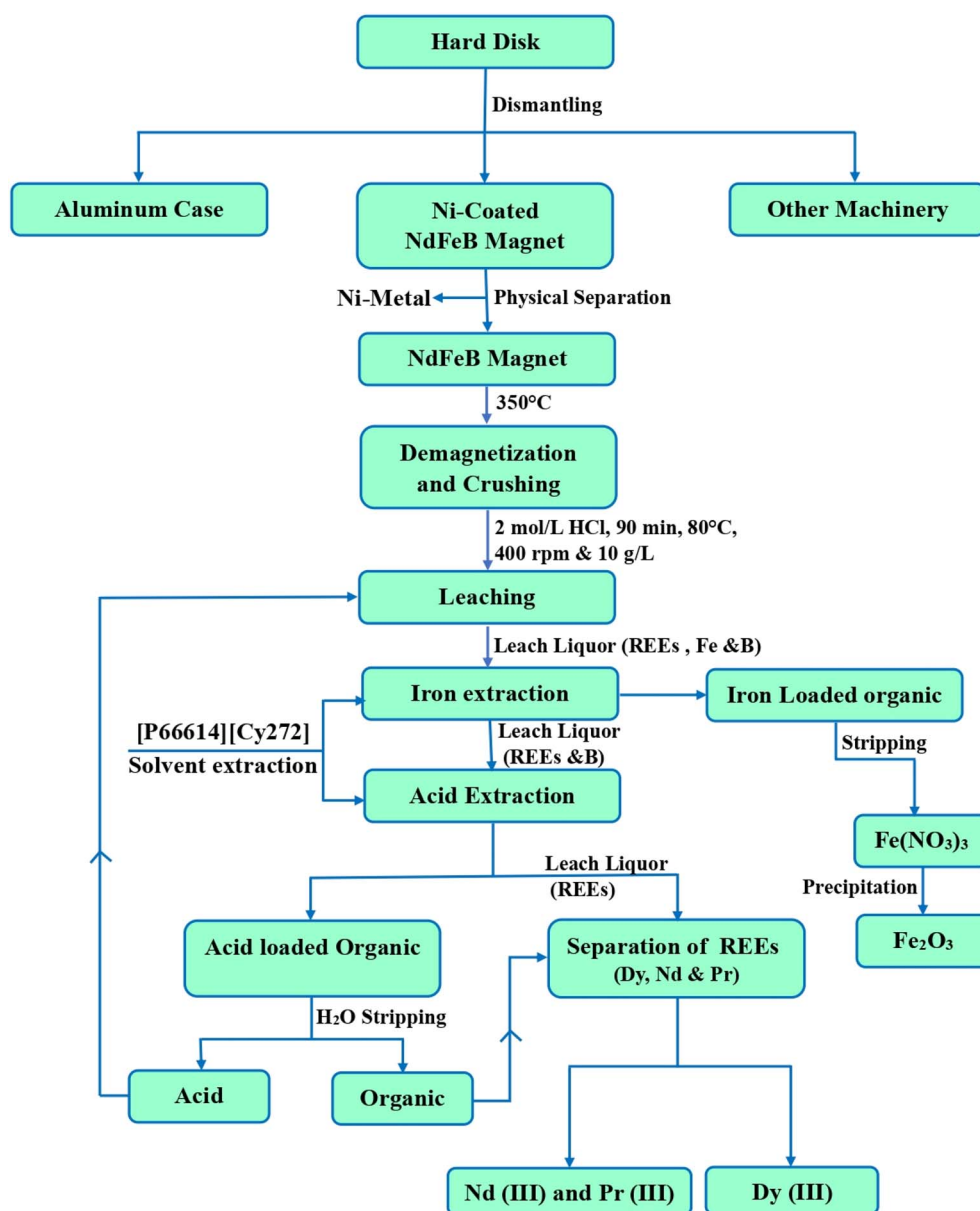 Hard Disk
Dismantling
Aluminum Case
Ni-Coated
NdFeB Magnet
Other Machinery
Ni-Metal
Physical Separation
NdFeB Magnet
350°C
Demagnetization
and Crushing
2 mol/L HCl, 90 min, 80°C,
400 rpm & 10 g/L
Leaching
Leach Liquor (REEs , Fe &B)
Iron extraction
Iron Loaded organic
[P66614][Cy272]
Solvent extraction
Leach Liquor
(REEs &B)
Stripping
Acid Extraction
Fe(NO₃)₃
Leach Liquor
(REEs)
Precipitation
Acid loaded Organic
Separation of REEs
(Dy, Nd & Pr)
Fe₂O₃
H₂O Stripping
Acid
Organic
Nd (III) and Pr (III)
Dy (III)